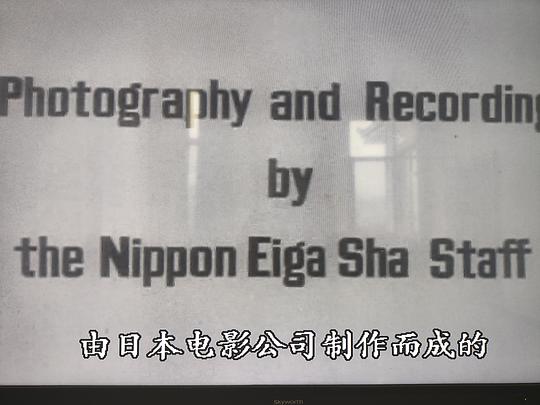 Photography and Recording
by
the Nippon Eiga Sha Staff
由日本电影公司制作而成的
Skyworth